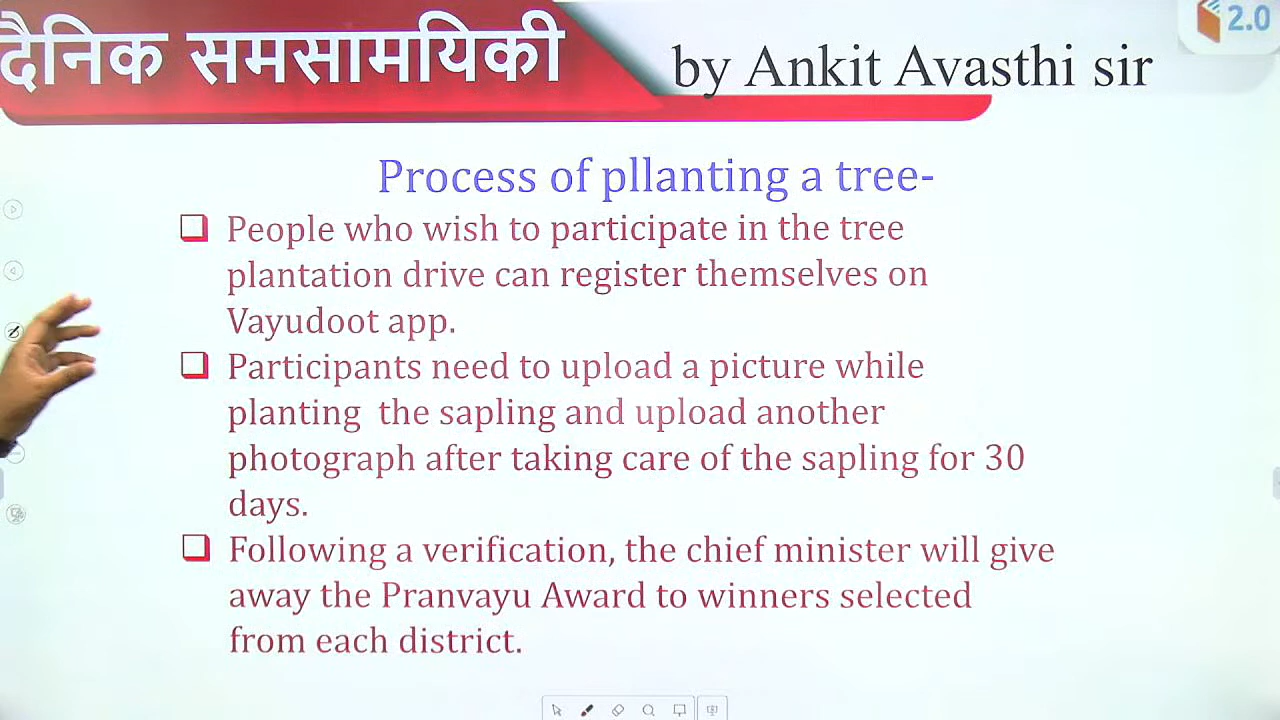 दैनिक समसामयिकी by Ankit Avasthi sir
2.0
Process of pllanting a tree-
People who wish to participate in the tree
plantation drive can register themselves on
Vayudoot app.
Participants need to upload a picture while
planting the sapling and upload another
photograph after taking care of the sapling for 30
days.
Following a verification, the chief minister will give
away the Pranvayu Award to winners selected
from each district.